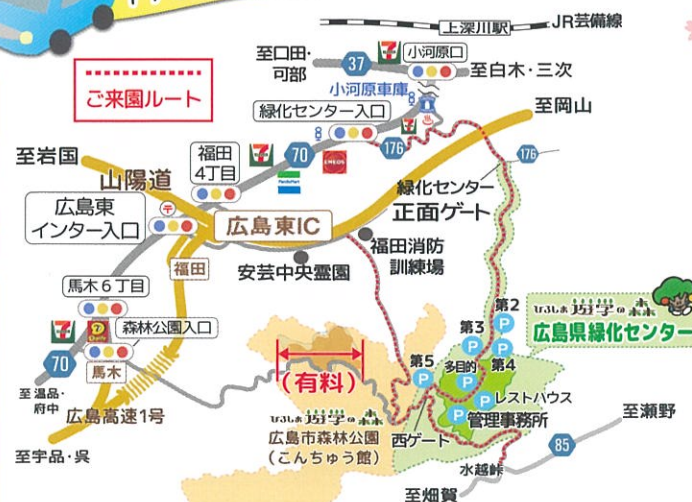 上深川駅
JR芸備線
至口田・
可部
37
小河原口
至白木・三次
ご来園ルート
小河原車庫
緑化センター入口
至岡山
至岩国
山陽道
福田
4丁目
70
ENEOS
FamilyMart
176
176
緑化センター
正面ゲート
広島東
インター入口
広島東IC
福田消防
訓練場
福田
安芸中央霊園
馬木6丁目
森林公園入口
70
馬木
至温品・
府中
広島高速1号
至宇品・呉
(有料)
ひろしま遊学の森
広島市森林公園
(こんちゅう館)
ひろしま遊学の森
広島県緑化センター
第2
P
第3
P
第4
P
多目的
P
第5
P
レストハウス
P
管理事務所
P
西ゲート
至瀬野
85
水越峠
至畑賀